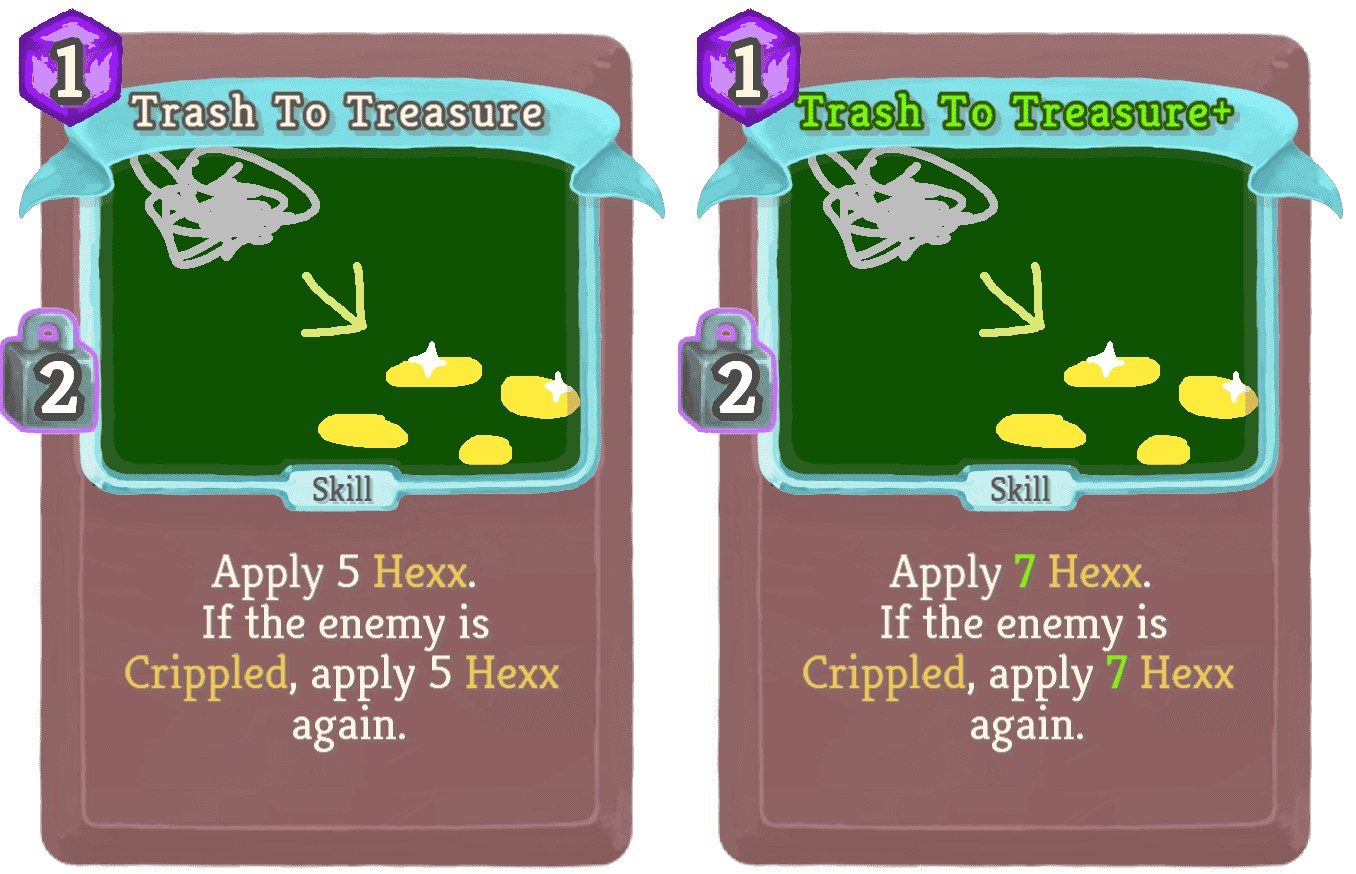 1
Trash To Treasure
2
Skill
Apply 5 Hexx.
If the enemy is
Crippled, apply 5 Hexx
again.
1
Trash To Treasure+
2
Skill
Apply 7 Hexx.
If the enemy is
Crippled, apply 7 Hexx
again.